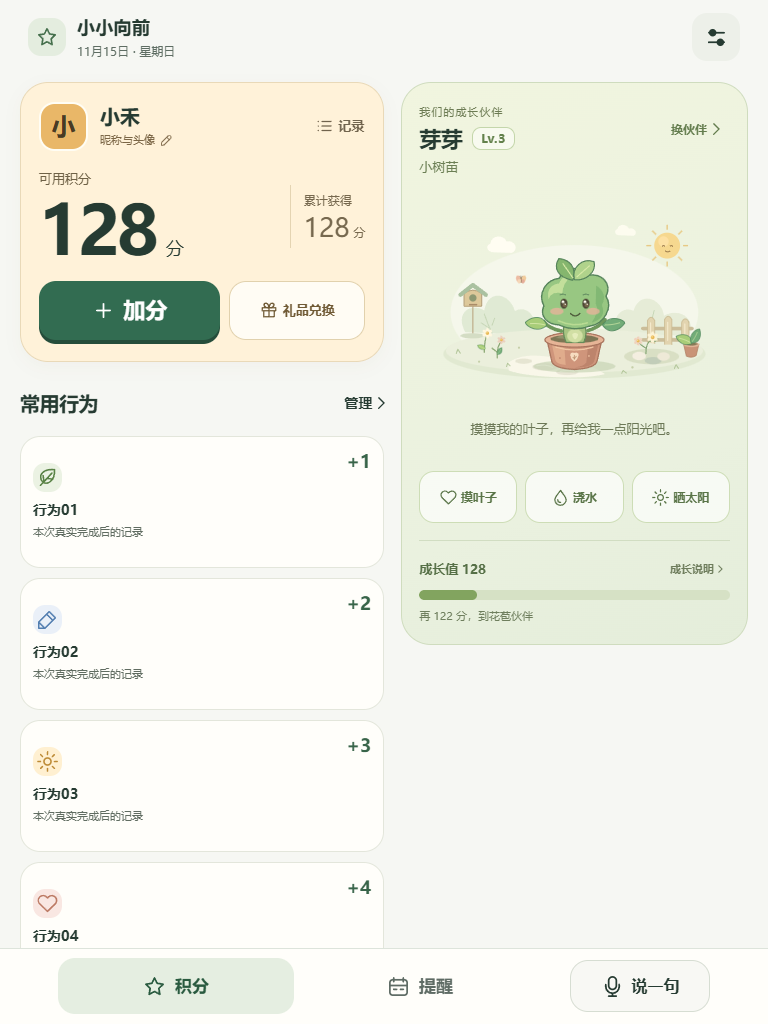 小小向前
11月15日 · 星期日
小
小禾
昵称与头像
记录
可用积分
128 分
累计获得
128 分
+ 加分
礼品兑换
常用行为
管理
+1
行为01
本次真实完成后的记录
+2
行为02
本次真实完成后的记录
+3
行为03
本次真实完成后的记录
+4
行为04
我们的成长伙伴
芽芽 Lv.3
换伙伴
小树苗
摸摸我的叶子，再给我一点阳光吧。
摸叶子
浇水
晒太阳
成长值 128
成长说明
再 122 分，到花苞伙伴
积分
提醒
说一句